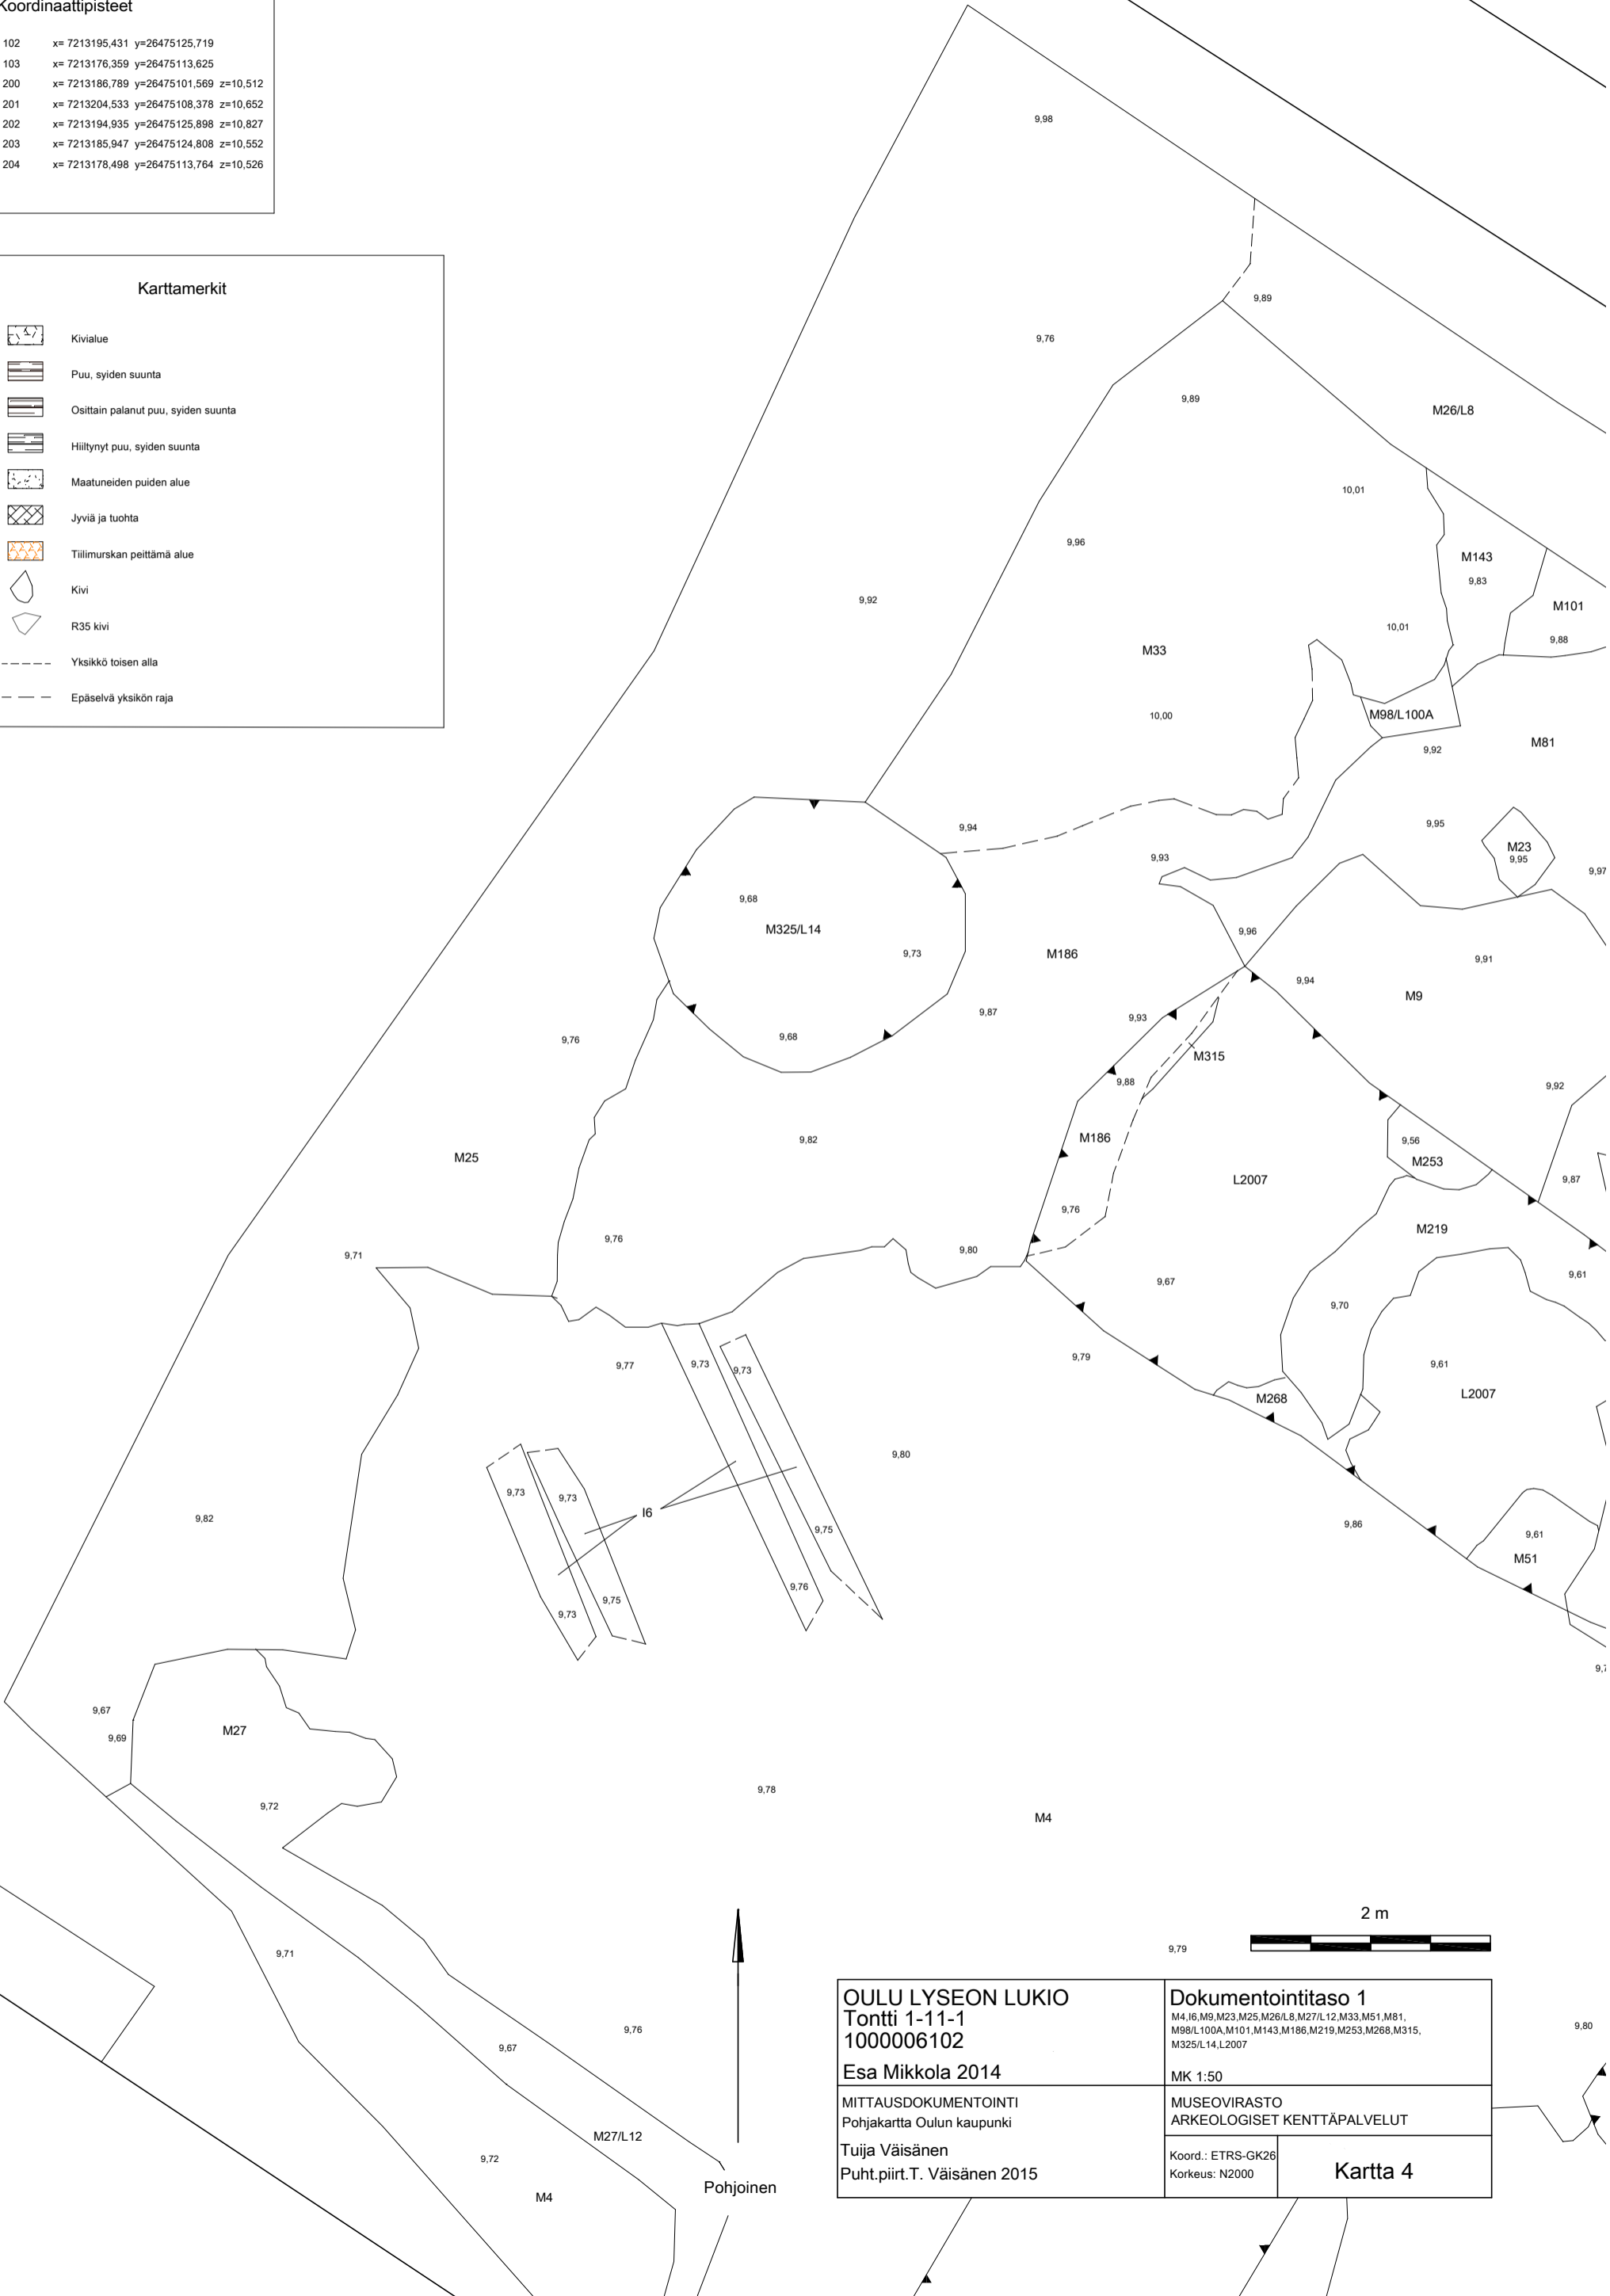 Koordinaattipisteet
102 x= 7213195,431 y=26475125,719
103 x= 7213176,359 y=26475113,625
200 x= 7213186,789 y=26475101,569 z=10,512
201 x= 7213204,533 y=26475108,378 z=10,652
202 x= 7213194,935 y=26475125,898 z=10,827
203 x= 7213185,947 y=26475124,808 z=10,552
204 x= 7213178,498 y=26475113,764 z=10,526
Karttamerkit
Kivialue
Puu, syiden suunta
Osittain palanut puu, syiden suunta
Hiiltynyt puu, syiden suunta
Maatuneiden puiden alue
Jyviä ja tuohta
Tiilimurskan peittämä alue
Kivi
R35 kivi
Yksikkö toisen alla
Epäselvä yksikön raja
9,98
9,89
9,76
9,89
M26/L8
10,01
9,96
M143
9,83
9,92
M101
10,01
9,88
M33
10,00
M98/L100A
M81
9,92
9,94
9,95
M23
9,95
9,93
9,97
9,68
M325/L14
9,96
9,73
M186
9,91
9,94
M9
9,87
9,93
9,68
9,76
M315
9,88
9,92
M186
9,82
9,56
M25
M253
L2007
9,87
9,76
M219
9,76
9,80
9,71
9,67
9,61
9,70
9,79
9,77
9,73
9,73
9,61
L2007
M268
9,80
9,73
9,73
I6
9,82
9,86
9,75
9,61
M51
9,76
9,75
9,73
9,67
M27
9,69
9,78
9,72
M4
2 m
9,71
9,79
9,76
9,67
9,80
M27/L12
9,72
M4
Pohjoinen
OULU LYSEON LUKIO
Tontti 1-11-1
1000006102
Esa Mikkola 2014
Dokumentointitaso 1
M4,I6,M9,M23,M25,M26/L8,M27/L12,M33,M51,M81,
M98/L100A,M101,M143,M186,M219,M253,M268,M315,
M325/L14,L2007
MK 1:50
MITTAUSDOKUMENTOINTI
Pohjakartta Oulun kaupunki
Tuija Väisänen
Puht.piirt.T. Väisänen 2015
MUSEOVIRASTO
ARKEOLOGISET KENTTÄPALVELUT
Koord.: ETRS-GK26
Korkeus: N2000
Kartta 4